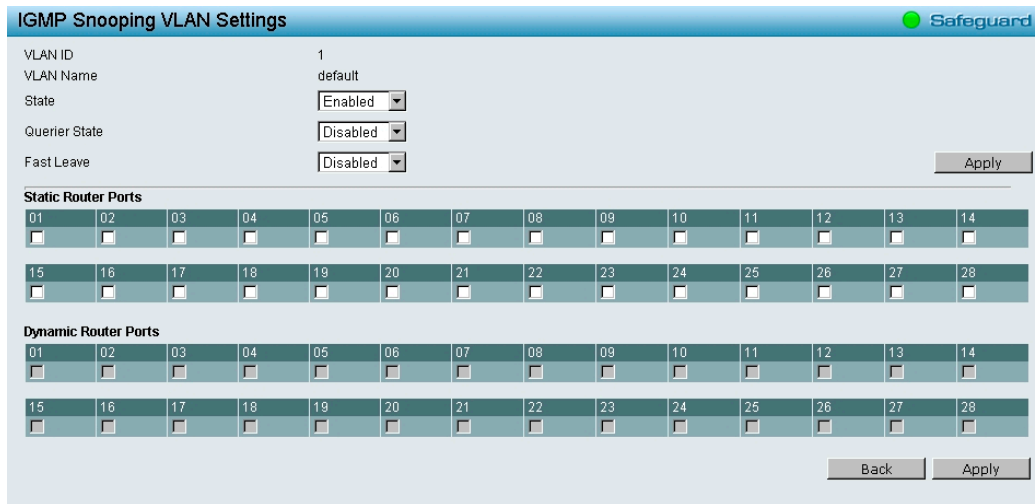 IGMP Snooping VLAN Settings
Safeguard
VLAN ID 1
VLAN Name default
State Enabled
Querier State Disabled
Fast Leave Disabled
Apply
Static Router Ports
01 02 03 04 05 06 07 08 09 10 11 12 13 14
15 16 17 18 19 20 21 22 23 24 25 26 27 28
Dynamic Router Ports
01 02 03 04 05 06 07 08 09 10 11 12 13 14
15 16 17 18 19 20 21 22 23 24 25 26 27 28
Back Apply